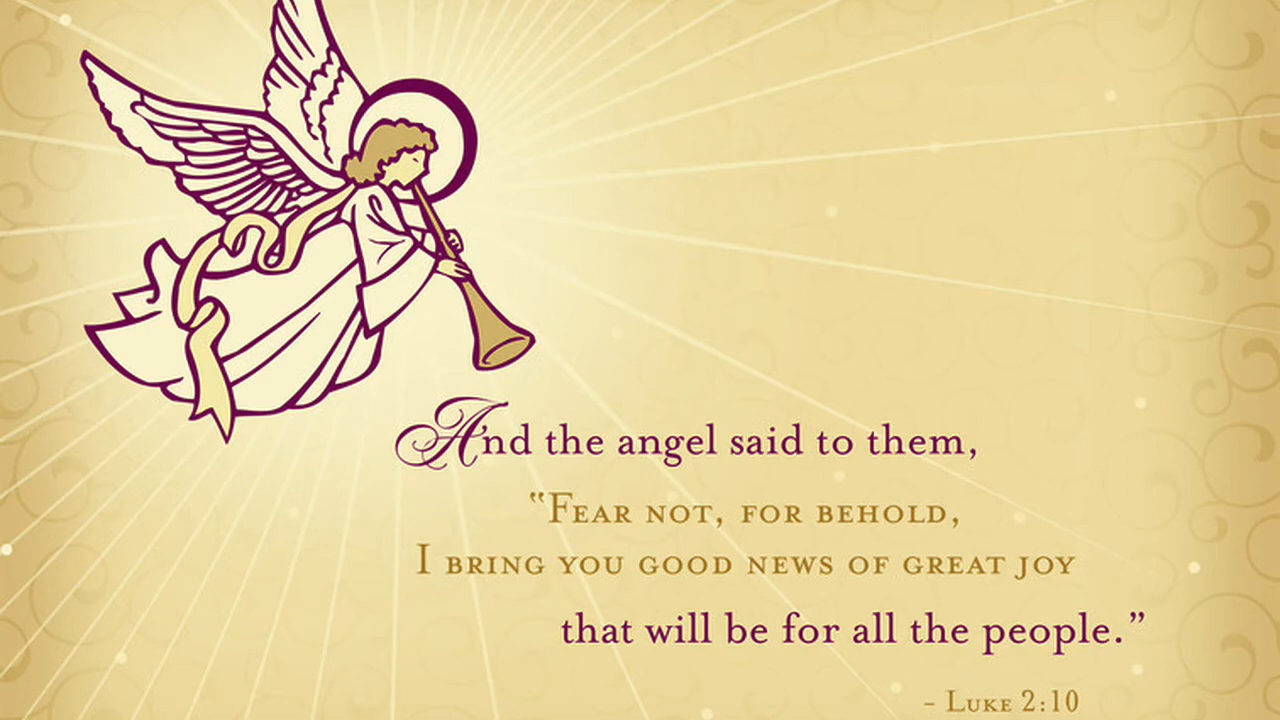 And the angel said to them,
“Fear not, for behold,
I bring you good news of great joy
that will be for all the people.”
- Luke 2:10